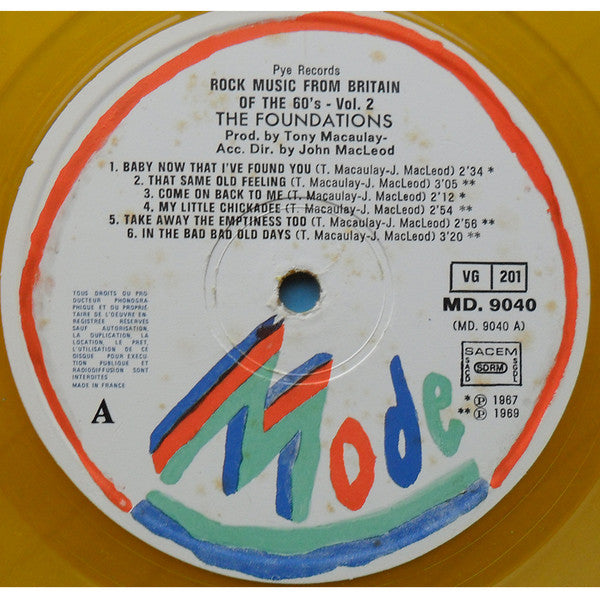 Pye Records
ROCK MUSIC FROM BRITAIN
OF THE 60's - Vol. 2
THE FOUNDATIONS
Prod. by Tony Macaulay-
Acc. Dir. by John MacLeod
1. BABY NOW THAT I'VE FOUND YOU (T. Macaulay-J. MacLeod) 2'34 *
2. THAT SAME OLD FEELING (T. Macaulay-J. MacLeod) 3'05 **
3. COME ON BACK TO ME (T. Macaulay-J. MacLeod) 2'12 *
4. MY LITTLE CHICKADEE (T. Macaulay-J. MacLeod) 2'54 **
5. TAKE AWAY THE EMPTINESS TOO (T. Macaulay-J. MacLeod) 2'56 **
6. IN THE BAD BAD OLD DAYS (T. Macaulay-J. MacLeod) 3'20 **
TOUS DROITS DU PRO
DUCTEUR PHONOGRA
PHIQUE ET DU PROPRIE
TAIRE DE L'OEUVRE EN
REGISTREE RESERVES
SAUF AUTORISATION,
LA DUPLICATION, LA
LOCATION, LE PRET,
L'UTILISATION DE CE
DISQUE POUR EXECU
TION PUBLIQUE ET
RADIODIFFUSION SONT
INTERDITES
MADE IN FRANCE
A
VG 201
MD. 9040
(MD. 9040 A)
SACEM
SACD SDRM SGDL
* ℗ 1967
** ℗ 1969
Mode